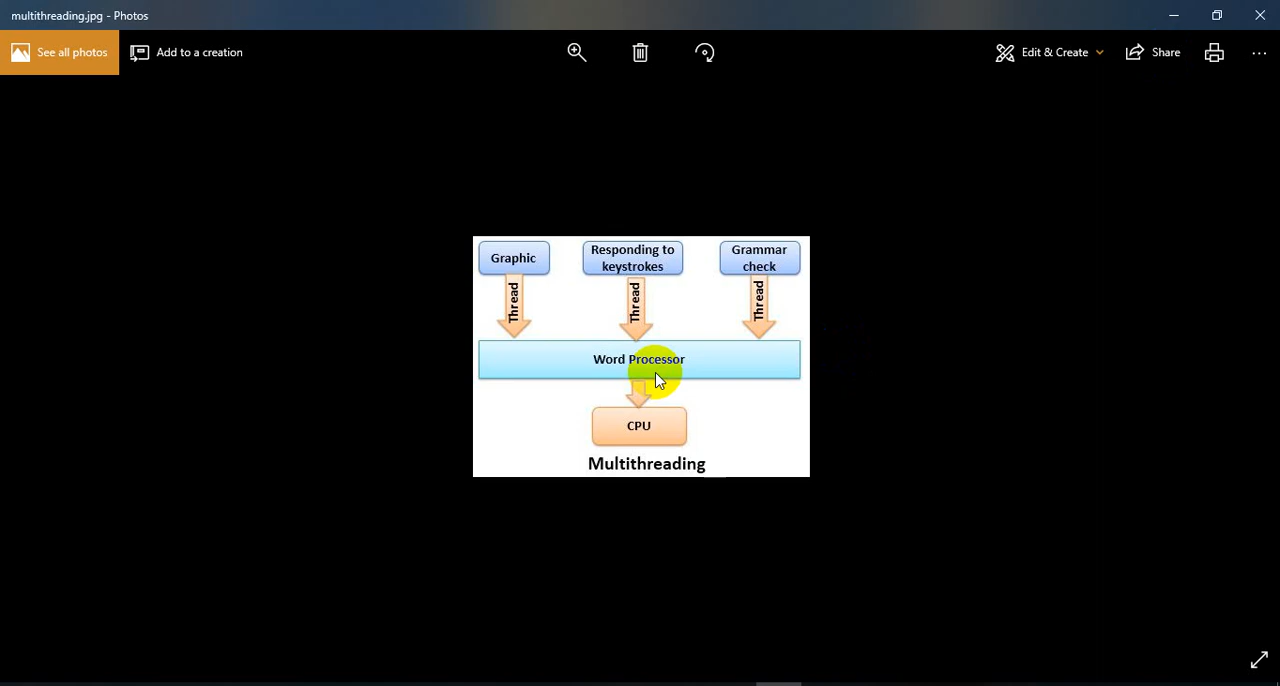 multithreading.jpg - Photos
See all photos
Add to a creation
Edit & Create
Share
Graphic
Responding to
keystrokes
Grammar
check
Thread
Thread
Thread
Word Processor
CPU
Multithreading